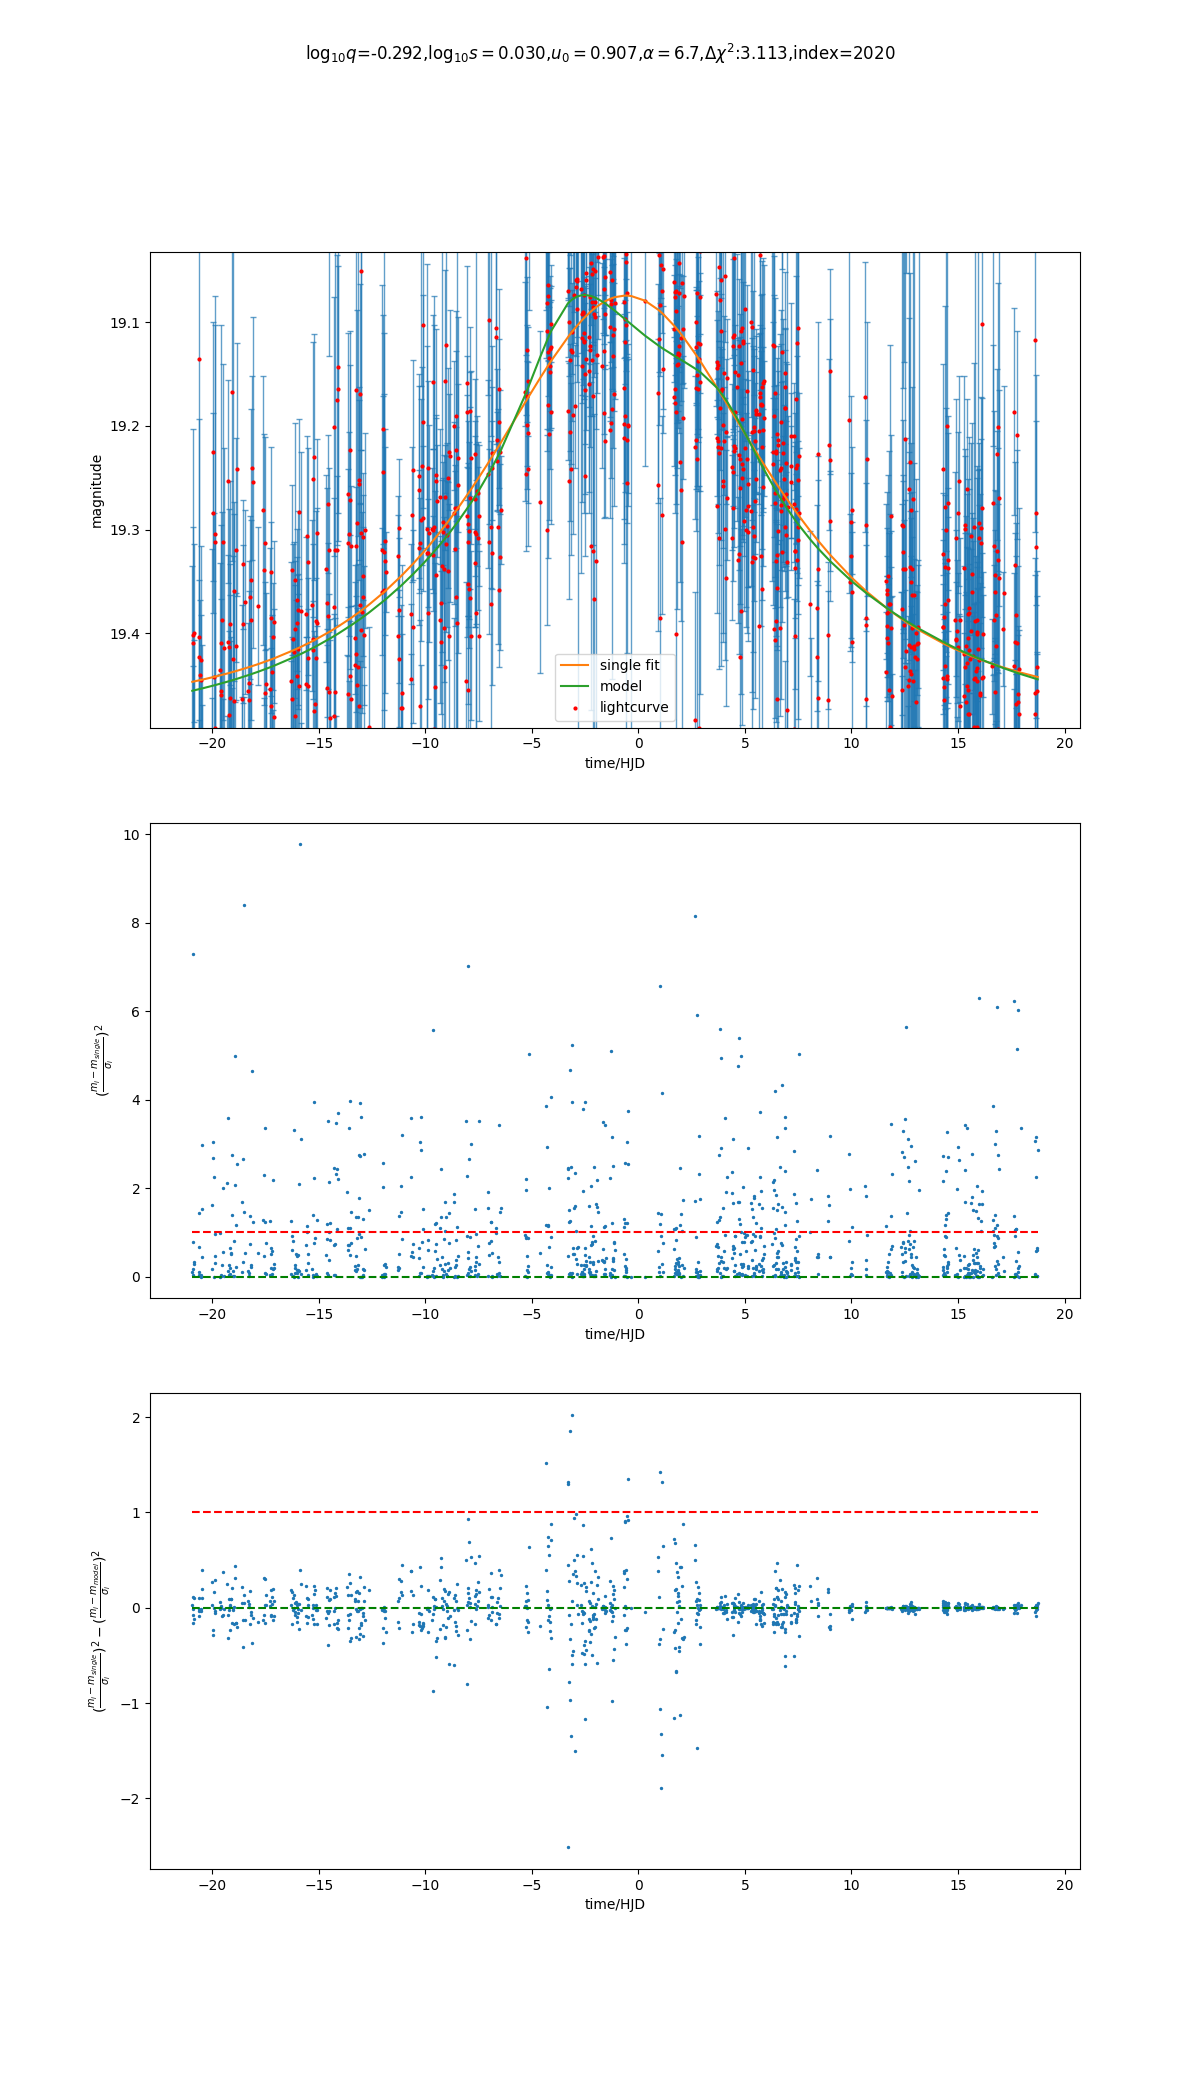 log₁₀q=-0.292,log₁₀s = 0.030,u₀ = 0.907,α = 6.7,Δχ²:3.113,index=2020
19.1
19.2
19.3
19.4
magnitude
single fit
model
lightcurve
−20 −15 −10 −5 0 5 10 15 20
time/HJD
10
8
6
4
2
0
((mᵢ − m_single)/σᵢ)²
−20 −15 −10 −5 0 5 10 15 20
time/HJD
2
1
0
−1
−2
((mᵢ − m_single)/σᵢ)² − ((mᵢ − m_model)/σᵢ)²
−20 −15 −10 −5 0 5 10 15 20
time/HJD